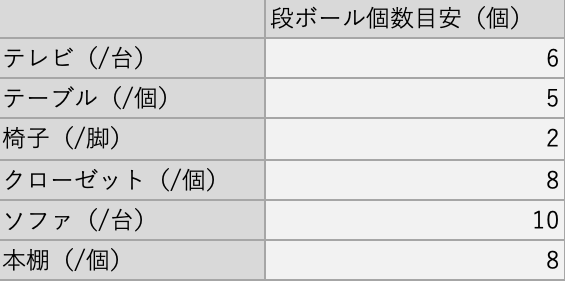 段ボール個数目安（個）
テレビ（/台） 6
テーブル（/個） 5
椅子（/脚） 2
クローゼット（/個） 8
ソファ（/台） 10
本棚（/個） 8